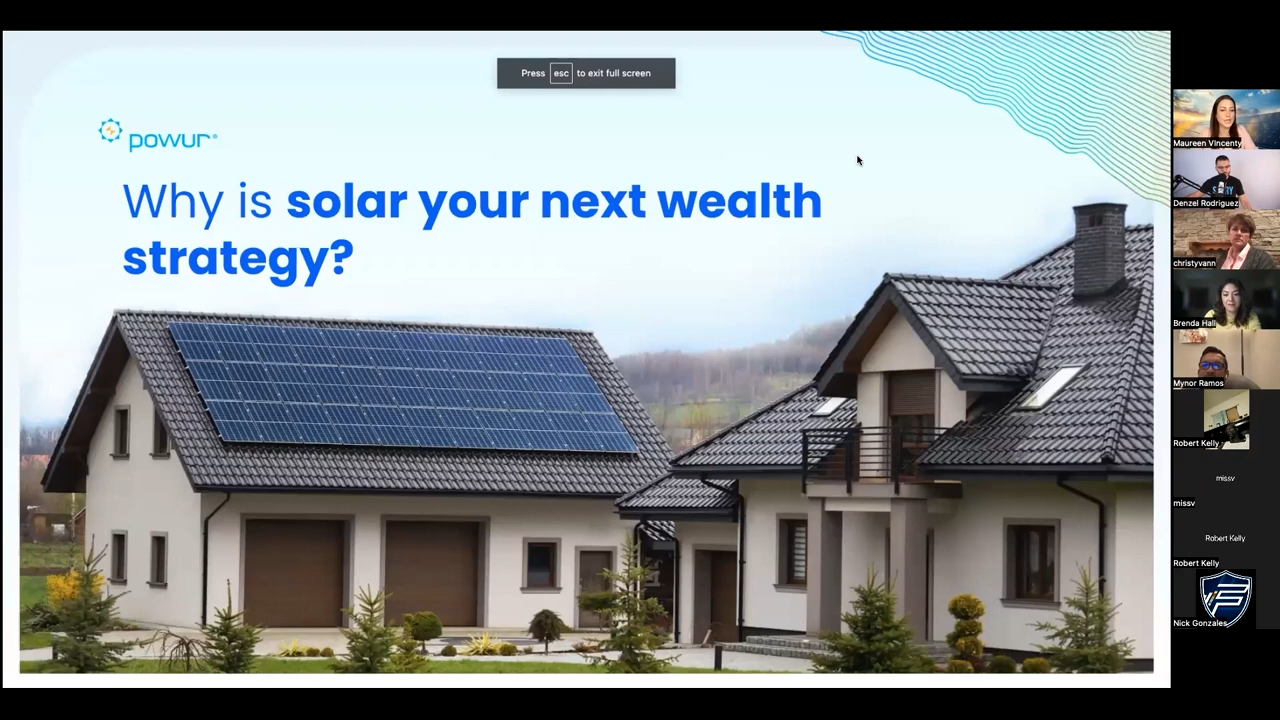 Press esc to exit full screen
powur
Why is solar your next wealth
strategy?
Maureen VIncenty
Denzel Rodriguez
christyvann
Brenda Hall
Mynor Ramos
Robert Kelly
missv
missv
Robert Kelly
Robert Kelly
Nick Gonzales